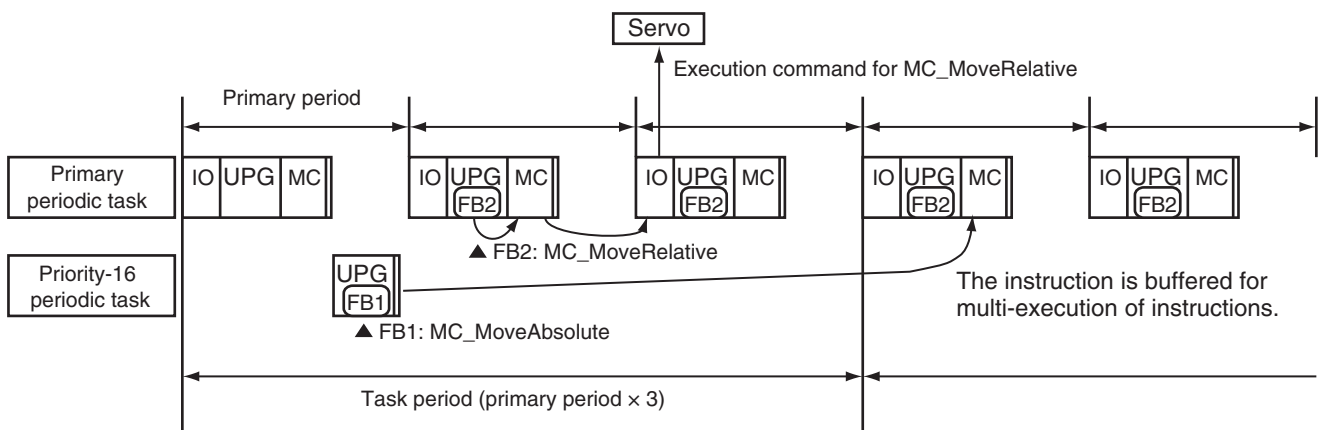 Servo
Execution command for MC_MoveRelative
Primary period
Primary
periodic task
IO UPG MC
IO UPG MC
FB2
IO UPG MC
FB2
IO UPG MC
FB2
IO UPG MC
FB2
▲ FB2: MC_MoveRelative
Priority-16
periodic task
UPG
FB1
▲ FB1: MC_MoveAbsolute
The instruction is buffered for
multi-execution of instructions.
Task period (primary period × 3)